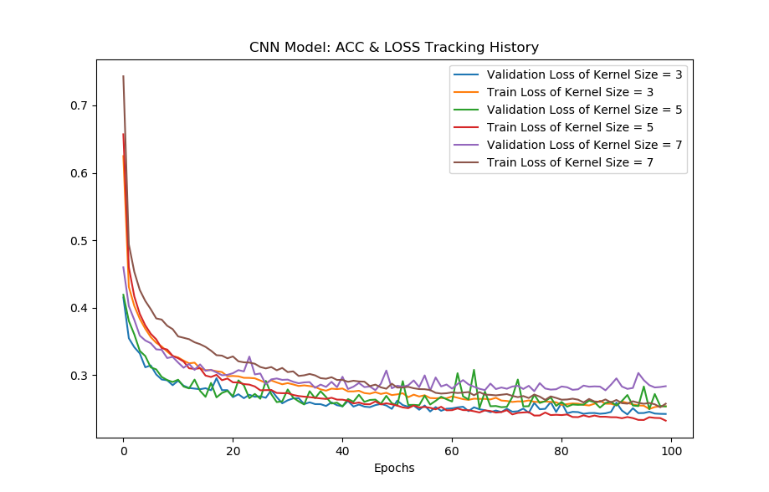 CNN Model: ACC & LOSS Tracking History
Validation Loss of Kernel Size = 3
Train Loss of Kernel Size = 3
Validation Loss of Kernel Size = 5
Train Loss of Kernel Size = 5
Validation Loss of Kernel Size = 7
Train Loss of Kernel Size = 7
0.7
0.6
0.5
0.4
0.3
0 20 40 60 80 100
Epochs